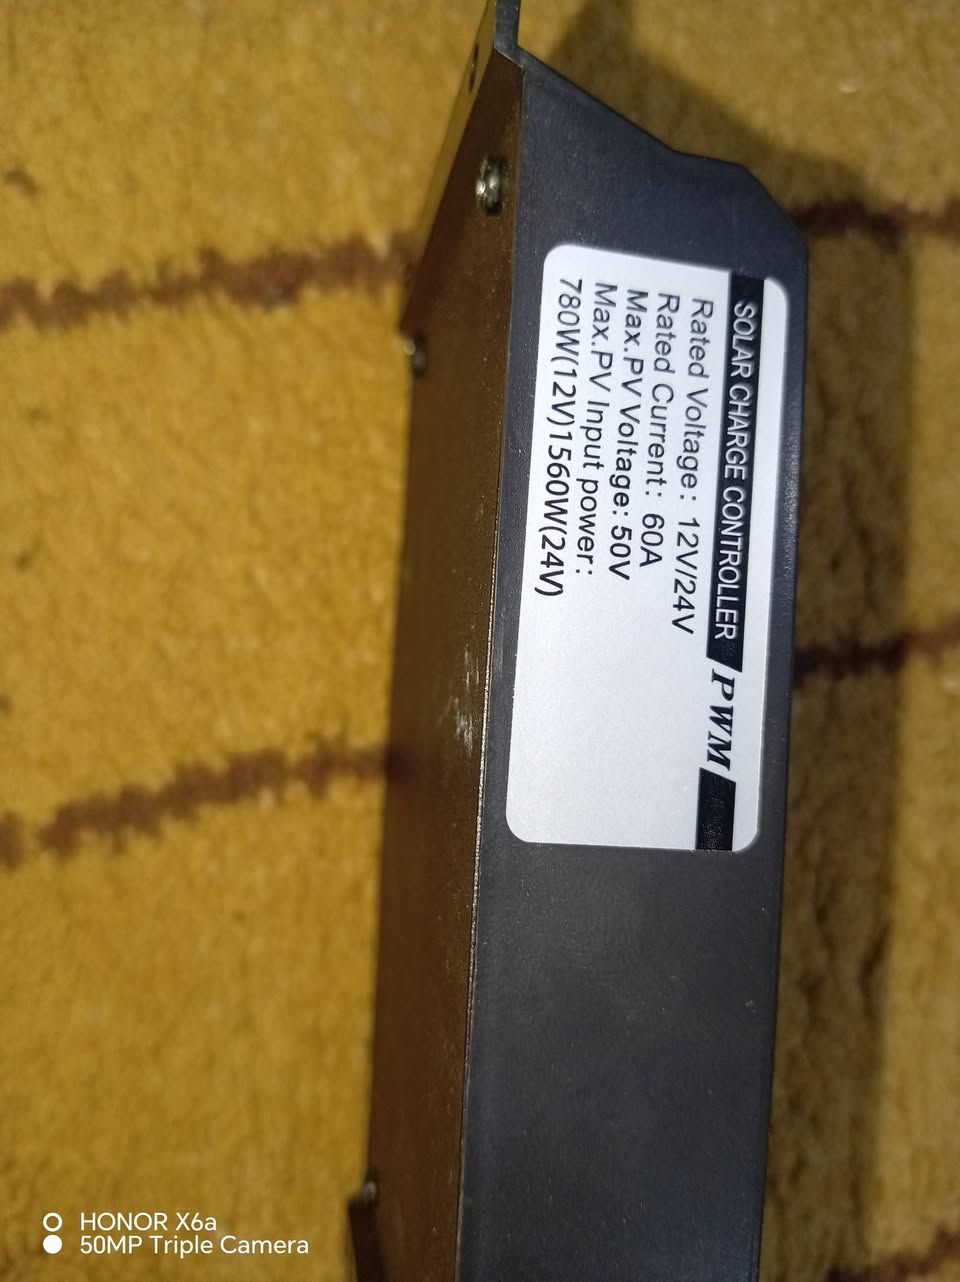 SOLAR CHARGE CONTROLLER PWM
Rated Voltage: 12V/24V
Rated Current: 60A
Max.PV Voltage: 50V
Max.PV Input power:
780W(12V)1560W(24V)
HONOR X6a
50MP Triple Camera